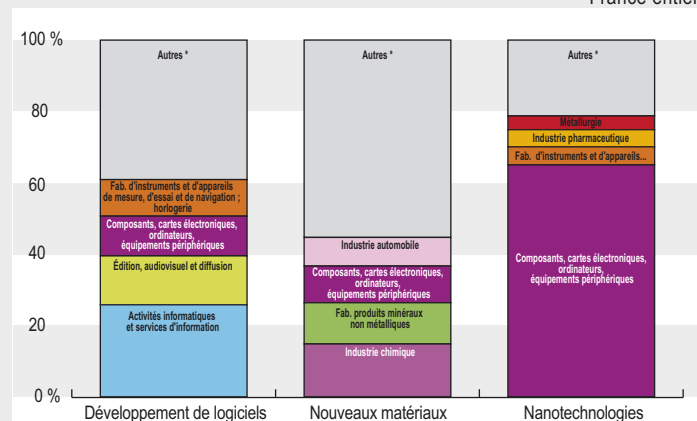 France entièr
100 %
80
60
40
20
0 %
Autres *
Fab. d'instruments et d'appareils
de mesure, d'essai et de navigation ;
horlogerie
Composants, cartes électroniques,
ordinateurs,
équipements périphériques
Édition, audiovisuel et diffusion
Activités informatiques
et services d'information
Autres *
Industrie automobile
Composants, cartes électroniques,
ordinateurs,
équipements périphériques
Fab. produits minéraux
non métalliques
Industrie chimique
Autres *
Métallurgie
Industrie pharmaceutique
Fab. d'instruments et d'appareils...
Composants, cartes électroniques,
ordinateurs,
équipements périphériques
Développement de logiciels
Nouveaux matériaux
Nanotechnologies